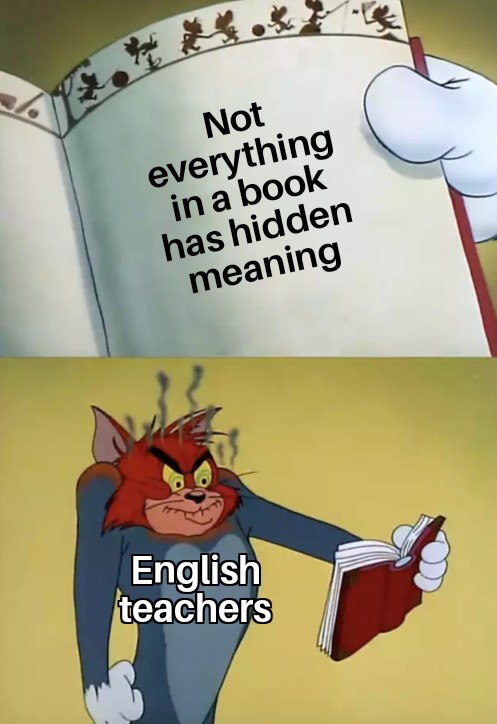 Not
everything
in a book
has hidden
meaning
English
teachers